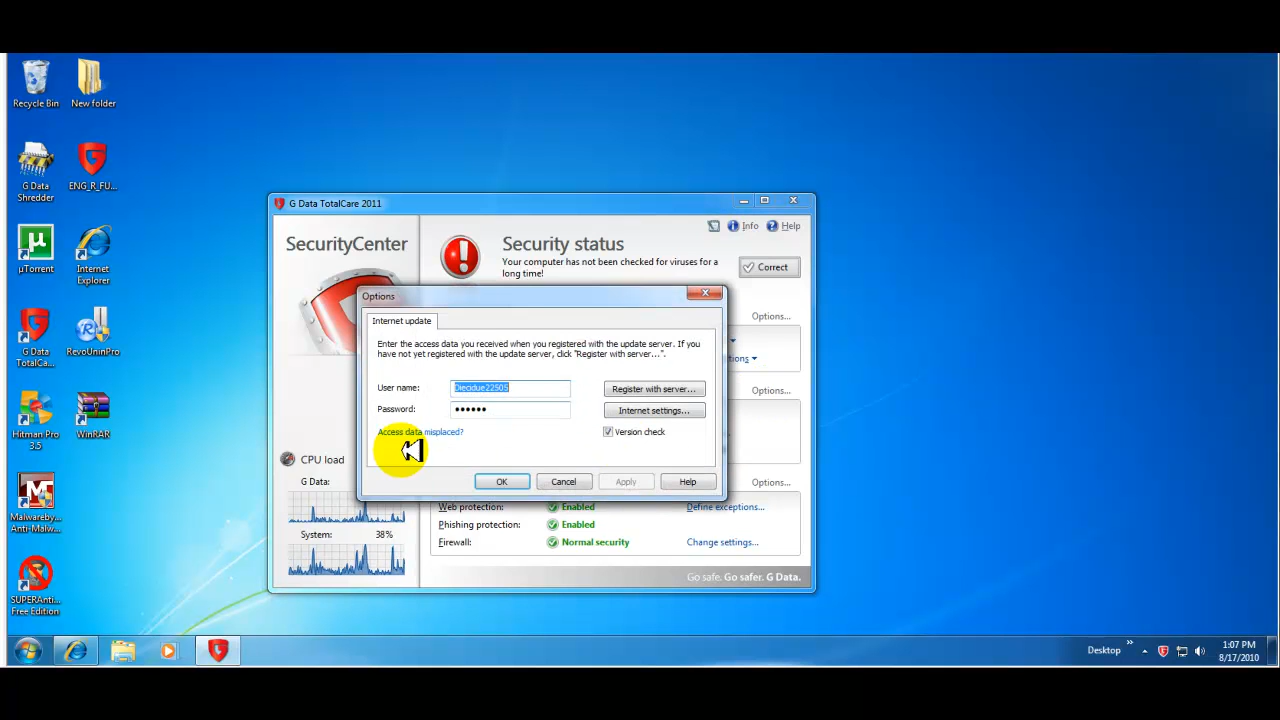 Recycle Bin
New folder
G Data
Shredder
ENG_R_FU...
µTorrent
Internet
Explorer
G Data
TotalCa...
RevoUninPro
Hitman Pro
3.5
WinRAR
Malwareby...
Anti-Malw...
SUPERAnti...
Free Edition
G Data TotalCare 2011
SecurityCenter
Security status
Info
Help
Your computer has not been checked for viruses for a
long time!
Correct
Options...
Options...
Options...
Options
Internet update
Enter the access data you received when you registered with the update server. If you
have not yet registered with the update server, click "Register with server...".
User name:
Diecidue22505
Register with server...
Password:
••••••
Internet settings...
Access data misplaced?
Version check
OK
Cancel
Apply
Help
CPU load
G Data:
System:
38%
Web protection:
Enabled
Define exceptions...
Phishing protection:
Enabled
Firewall:
Normal security
Change settings...
Go safe. Go safer. G Data.
Desktop
1:07 PM
8/17/2010